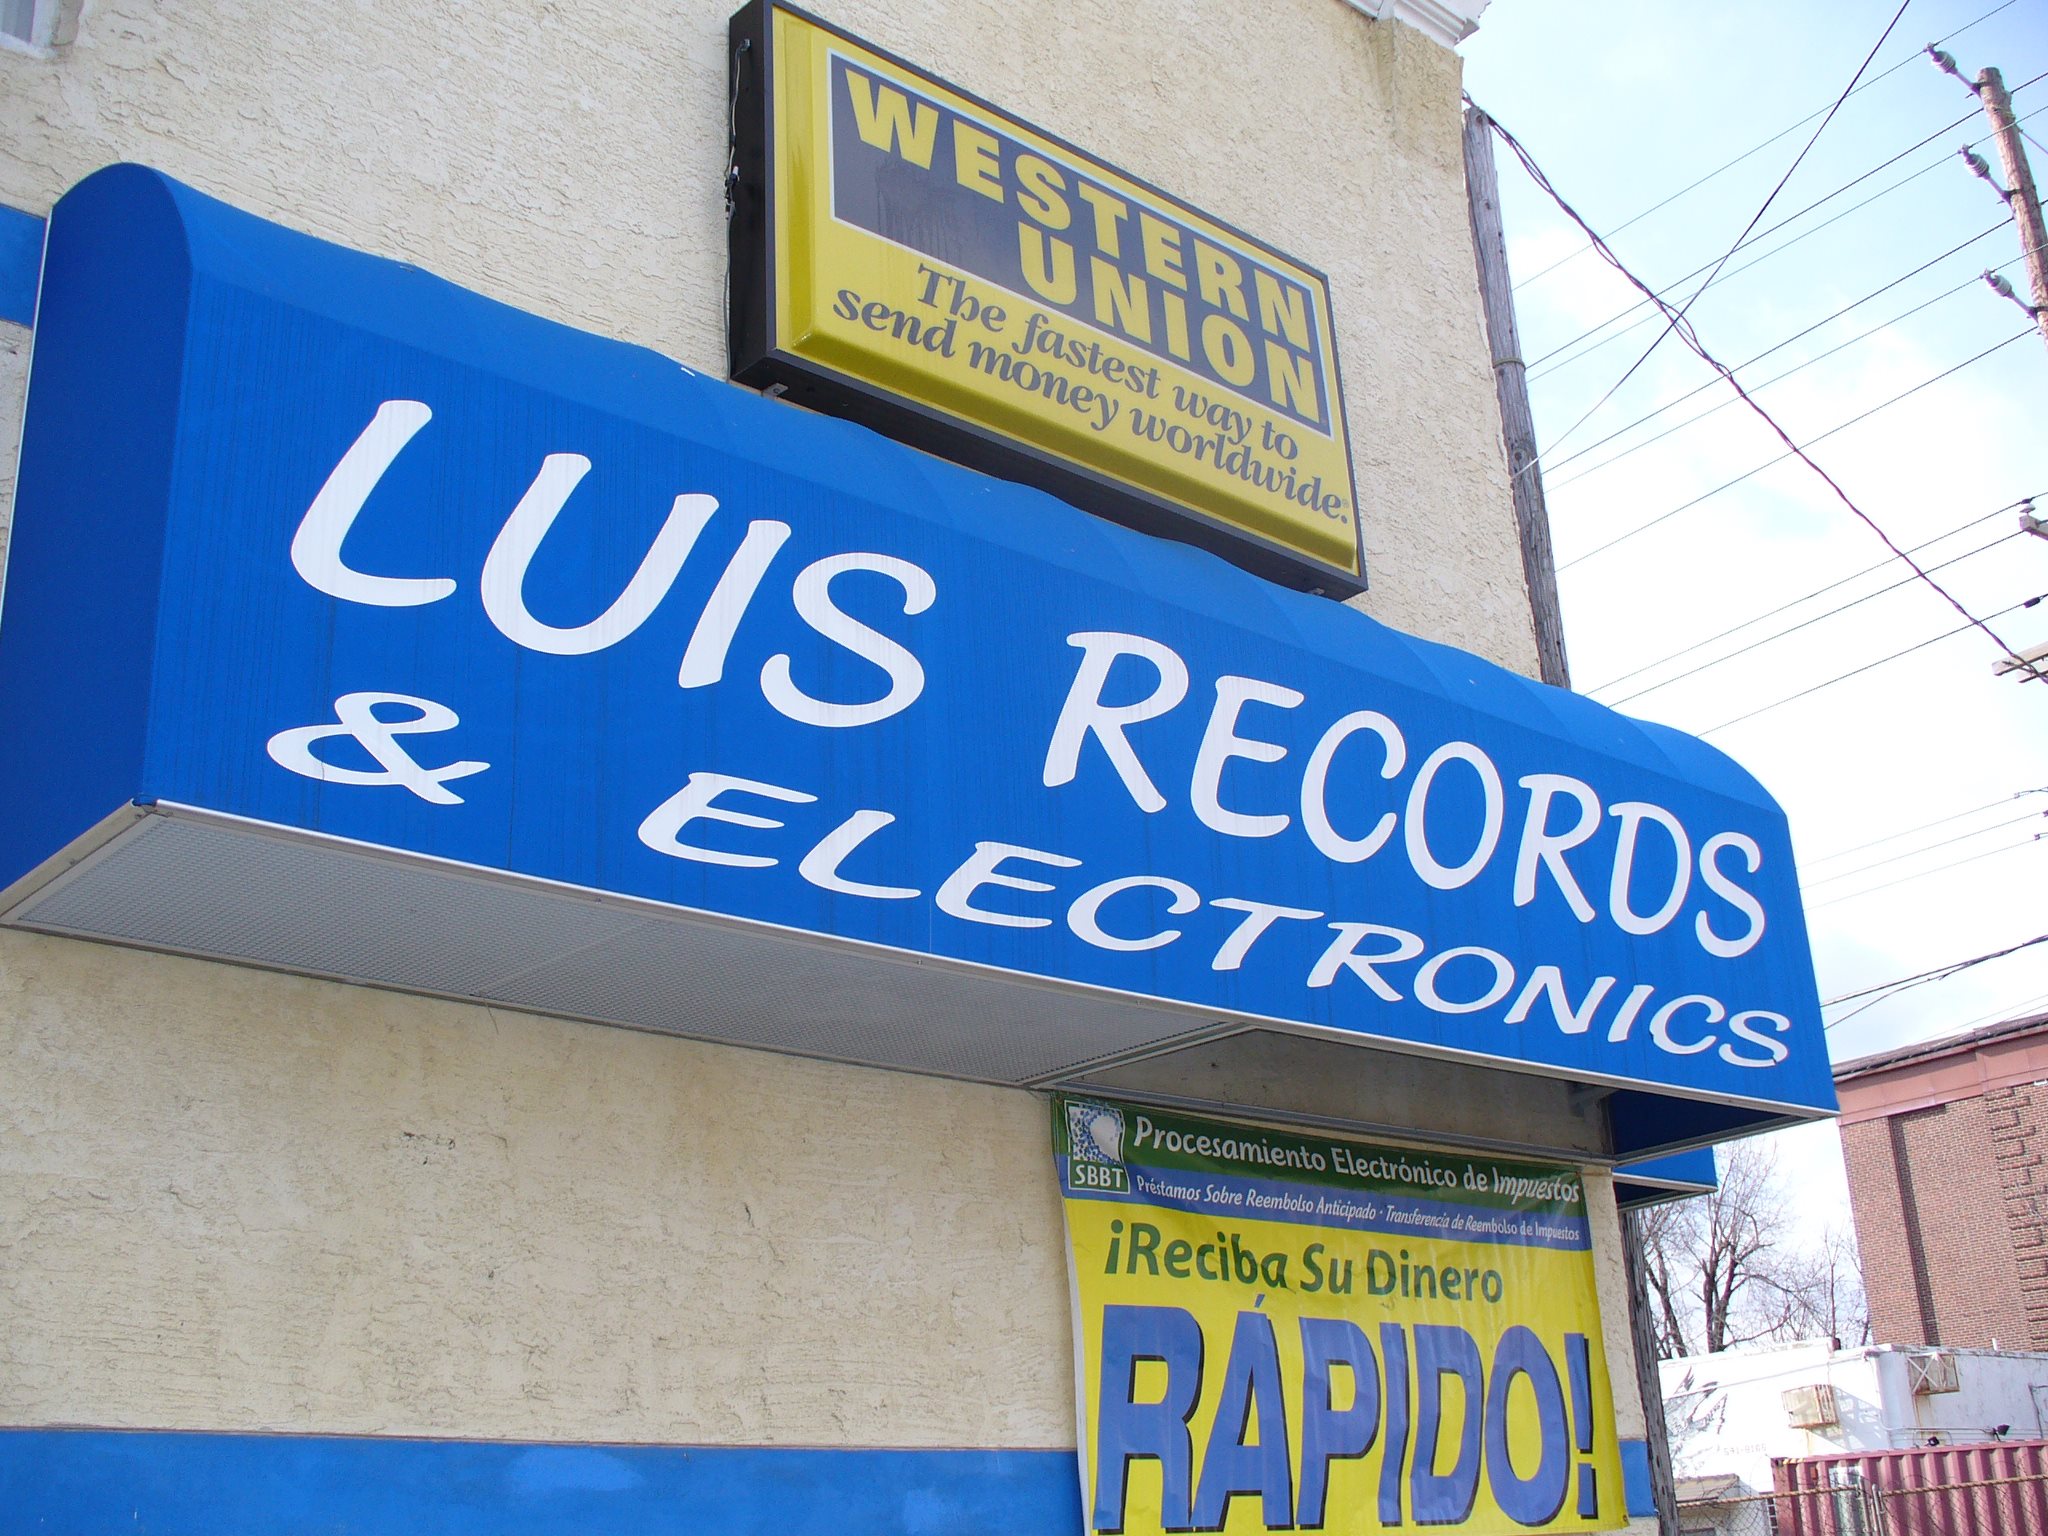 WESTERN
UNION
The fastest way to
send money worldwide.®
LUIS RECORDS
& ELECTRONICS
SBBT
Procesamiento Electrónico de Impuestos
Préstamos Sobre Reembolso Anticipado · Transferencia de Reembolso de Impuestos
¡Reciba Su Dinero
RÁPIDO!